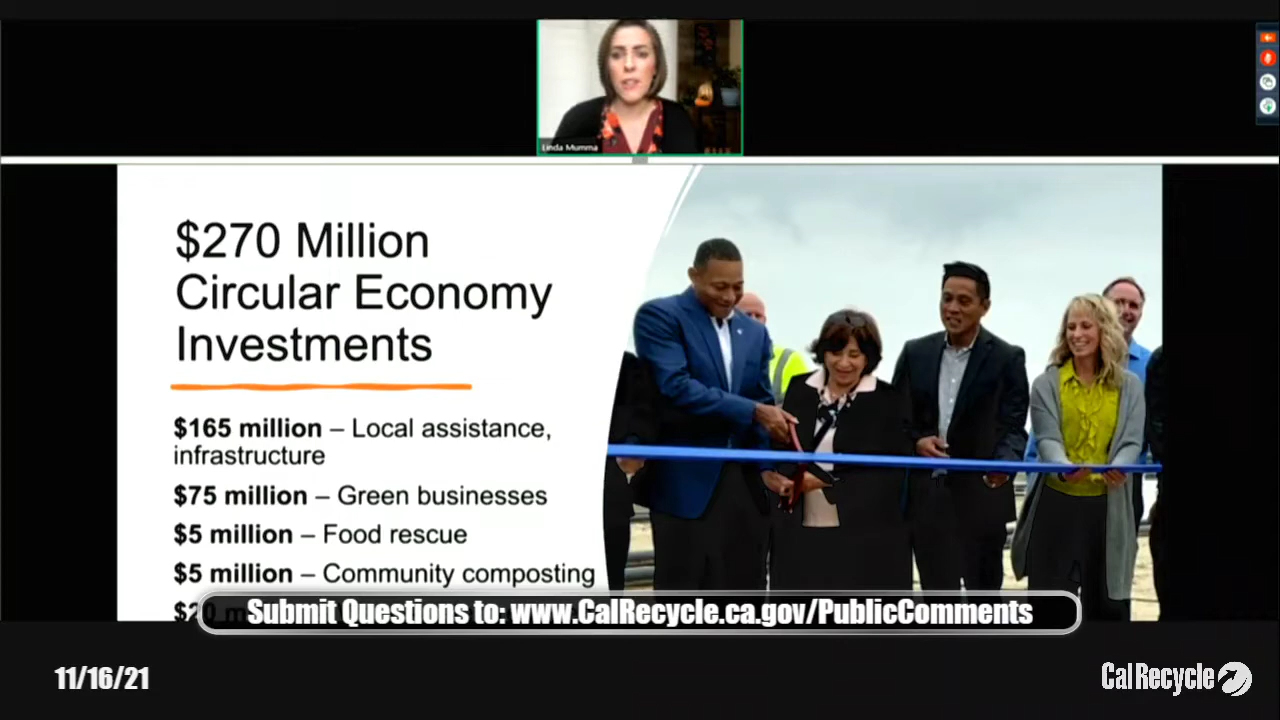 Linda Mumma
$270 Million
Circular Economy
Investments
$165 million – Local assistance,
infrastructure
$75 million – Green businesses
$5 million – Food rescue
$5 million – Community composting
Submit Questions to: www.CalRecycle.ca.gov/PublicComments
11/16/21
CalRecycle